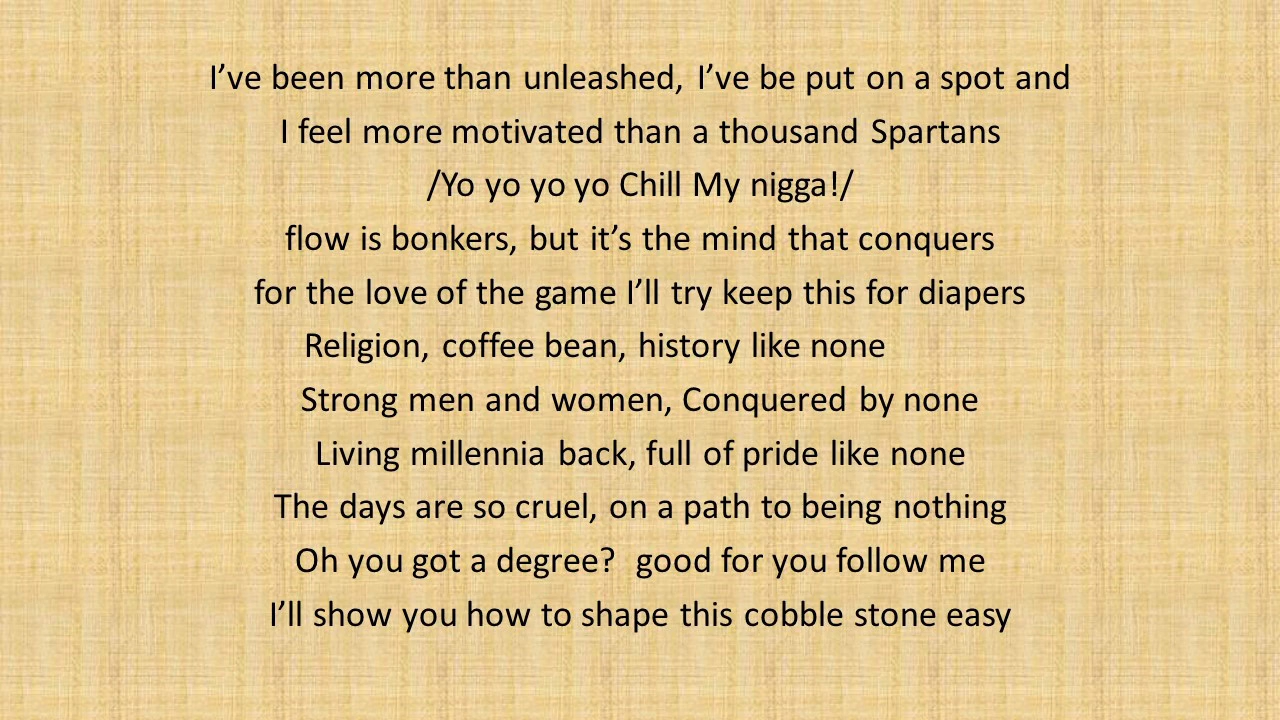 I’ve been more than unleashed, I’ve be put on a spot and
I feel more motivated than a thousand Spartans
/Yo yo yo yo Chill My nigga!/
flow is bonkers, but it’s the mind that conquers
for the love of the game I’ll try keep this for diapers
Religion, coffee bean, history like none
Strong men and women, Conquered by none
Living millennia back, full of pride like none
The days are so cruel, on a path to being nothing
Oh you got a degree?  good for you follow me
I’ll show you how to shape this cobble stone easy